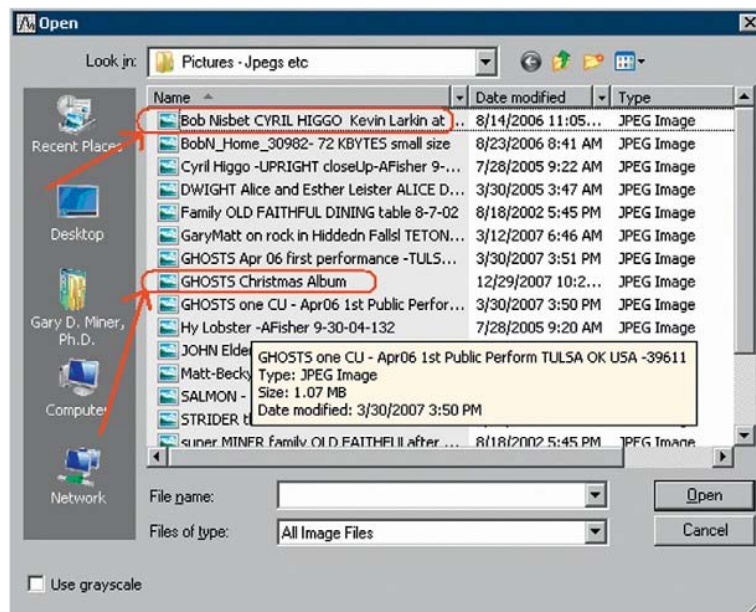 Open
Look in: Pictures - Jpegs etc
Name Date modified Type
Bob Nisbet CYRIL HIGGO Kevin Larkin at ... 8/14/2006 11:05... JPEG Image
BobN_Home_30982- 72 KBYTES small size 8/23/2006 8:41 AM JPEG Image
Cyril Higgo -UPRIGHT closeUp-AFisher 9-... 7/28/2005 9:22 AM JPEG Image
DWIGHT Alice and Esther Leister ALICE D... 3/30/2005 3:47 AM JPEG Image
Family OLD FAITHFUL DINING table 8-7-02 8/18/2002 5:45 PM JPEG Image
GaryMatt on rock in Hiddedn Fallsl TETON... 3/12/2007 6:46 AM JPEG Image
GHOSTS Apr 06 first performance -TULS... 3/30/2007 3:51 PM JPEG Image
GHOSTS Christmas Album 12/29/2007 10:2... JPEG Image
GHOSTS one CU - Apr06 1st Public Perfor... 3/30/2007 3:50 PM JPEG Image
Hy Lobster -AFisher 9-30-04-132 7/28/2005 9:20 AM JPEG Image
JOHN Elde
Matt-Becky
SALMON -
STRIDER t
super MINER family OLD FAITHFUL after ... 8/18/2002 5:45 PM JPEG Image
GHOSTS one CU - Apr06 1st Public Perform TULSA OK USA -39611
Type: JPEG Image
Size: 1.07 MB
Date modified: 3/30/2007 3:50 PM
Recent Places
Desktop
Gary D. Miner,
Ph.D.
Computer
Network
File name: Open
Files of type: All Image Files Cancel
Use grayscale